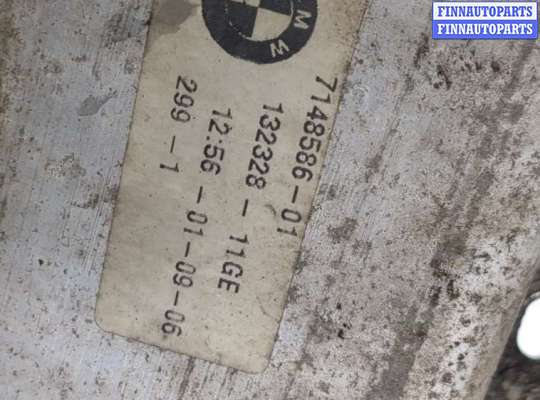 FINNAUTOPARTS
FINNAUTOPARTS
BMW
7148586-01
132328 - 11GE
12:56 - 01-09-06
299 - 1